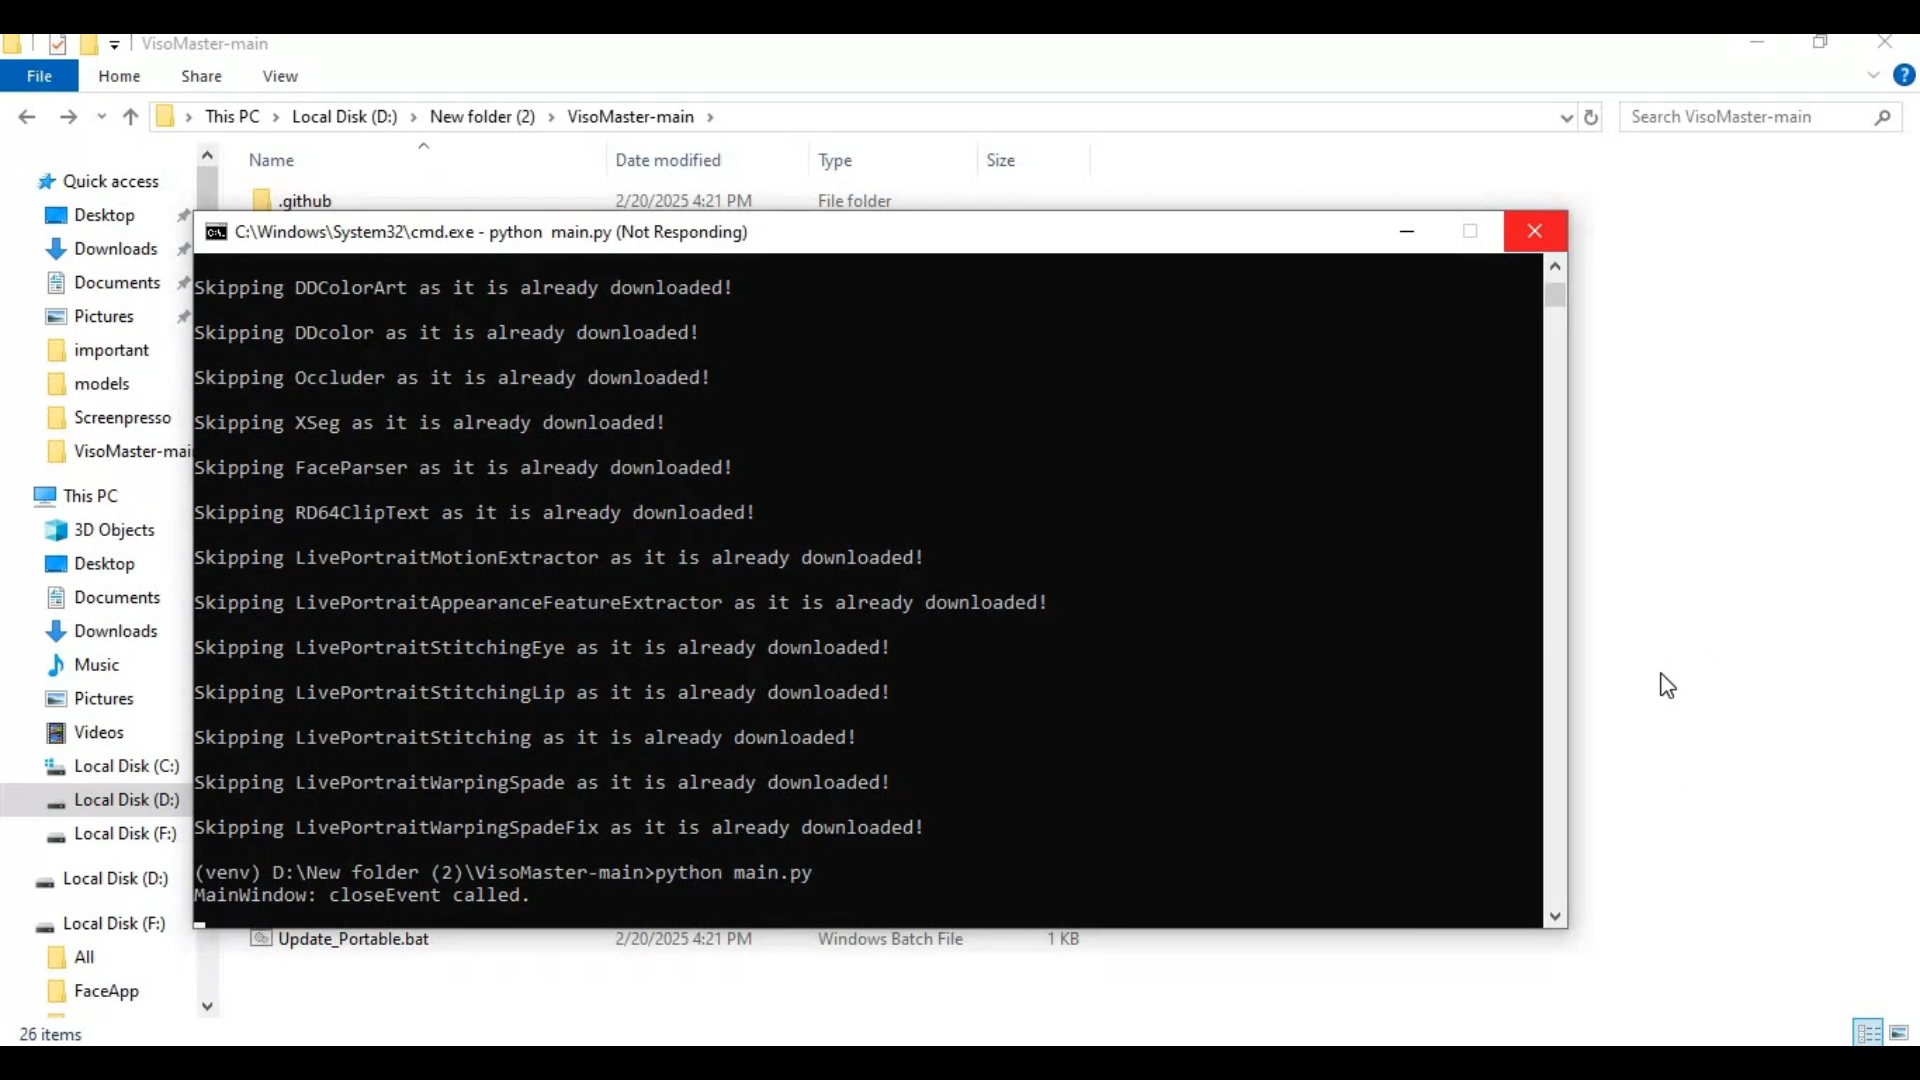 VisoMaster-main
File Home Share View
This PC Local Disk (D:) New folder (2) VisoMaster-main
Search VisoMaster-main
Name Date modified Type Size
Quick access
Desktop
Downloads
Documents
Pictures
important
models
Screenpresso
VisoMaster-mai
This PC
3D Objects
Desktop
Documents
Downloads
Music
Pictures
Videos
Local Disk (C:)
Local Disk (D:)
Local Disk (F:)
Local Disk (D:)
Local Disk (F:)
All
FaceApp
.github 2/20/2025 4:21 PM File folder
C:\Windows\System32\cmd.exe - python main.py (Not Responding)
Skipping DDColorArt as it is already downloaded!
Skipping DDcolor as it is already downloaded!
Skipping Occluder as it is already downloaded!
Skipping XSeg as it is already downloaded!
Skipping FaceParser as it is already downloaded!
Skipping RD64ClipText as it is already downloaded!
Skipping LivePortraitMotionExtractor as it is already downloaded!
Skipping LivePortraitAppearanceFeatureExtractor as it is already downloaded!
Skipping LivePortraitStitchingEye as it is already downloaded!
Skipping LivePortraitStitchingLip as it is already downloaded!
Skipping LivePortraitStitching as it is already downloaded!
Skipping LivePortraitWarpingSpade as it is already downloaded!
Skipping LivePortraitWarpingSpadeFix as it is already downloaded!
(venv) D:\New folder (2)\VisoMaster-main>python main.py
MainWindow: closeEvent called.
Update_Portable.bat 2/20/2025 4:21 PM Windows Batch File 1 KB
26 items